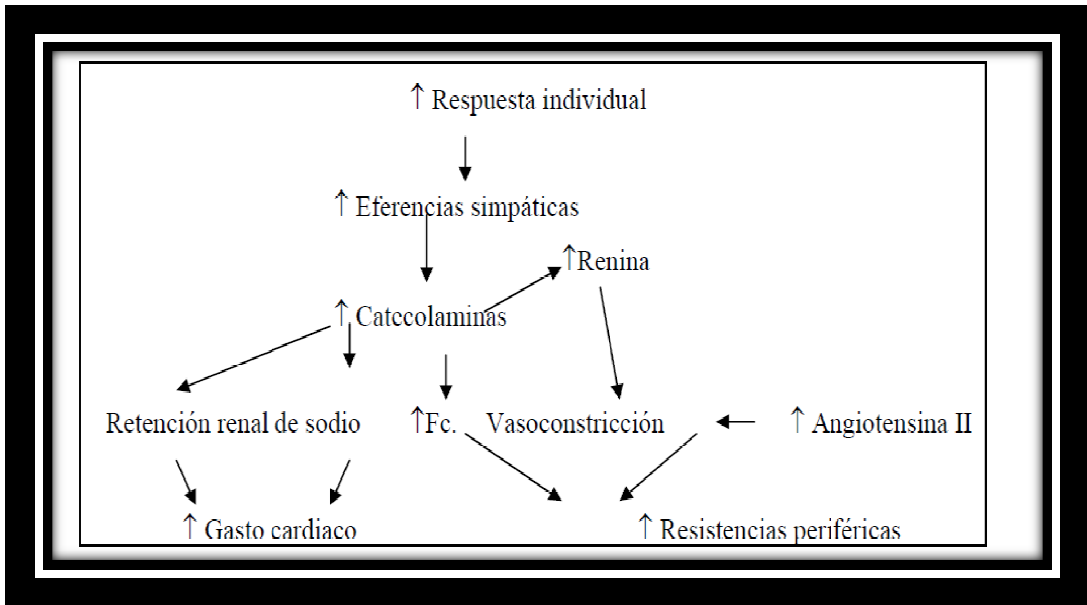 ↑ Respuesta individual
↑ Eferencias simpáticas
↑Renina
↑ Catecolaminas
Retención renal de sodio ↑Fc. Vasoconstricción ↑ Angiotensina II
↑ Gasto cardiaco ↑ Resistencias periféricas